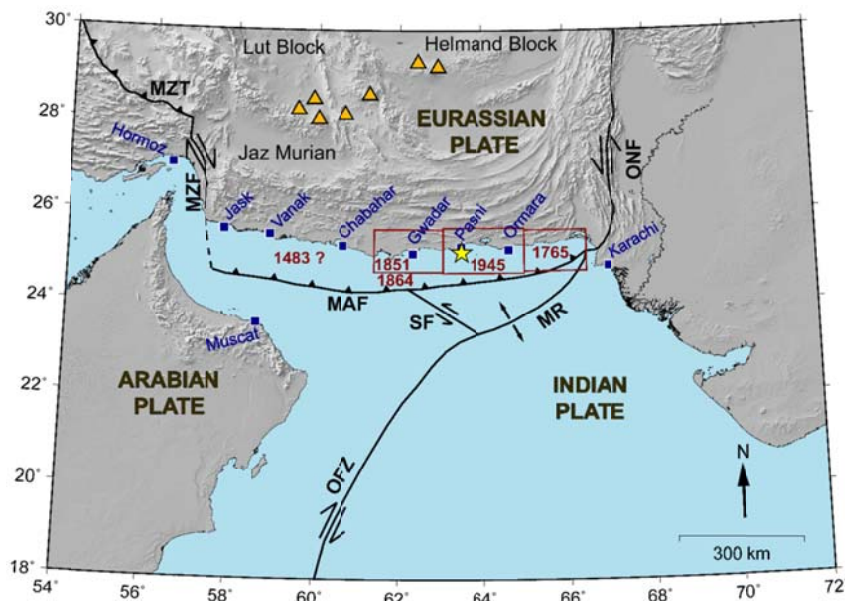 30°
28°
26°
24°
22°
20°
18°
54°
56°
58°
60°
62°
64°
66°
68°
70°
72°
Lut Block
Helmand Block
MZT
EURASSIAN
PLATE
Hormoz
Jaz Murian
MZF
ONF
Jask
Vanak
Chabahar
Gwadar
Pasni
Ormara
Karachi
1483 ?
1851
1864
1945
1765
MAF
SF
MR
Muscat
ARABIAN
PLATE
INDIAN
PLATE
OFZ
N
300 km